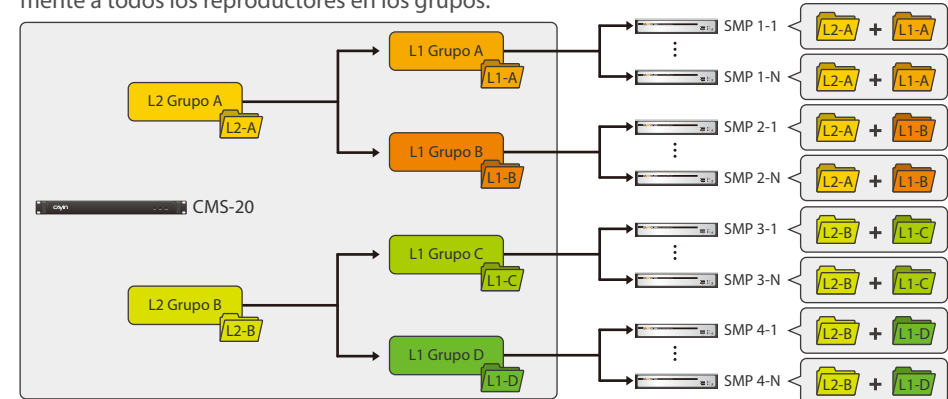 mente a todos los reproductores en los grupos.
L2 Grupo A
L2-A
L1 Grupo A
L1-A
L1 Grupo B
L1-B
cayin
CMS-20
L2 Grupo B
L2-B
L1 Grupo C
L1-C
L1 Grupo D
L1-D
SMP 1-1
L2-A + L1-A
SMP 1-N
L2-A + L1-A
SMP 2-1
L2-A + L1-B
SMP 2-N
L2-A + L1-B
SMP 3-1
L2-B + L1-C
SMP 3-N
L2-B + L1-C
SMP 4-1
L2-B + L1-D
SMP 4-N
L2-B + L1-D